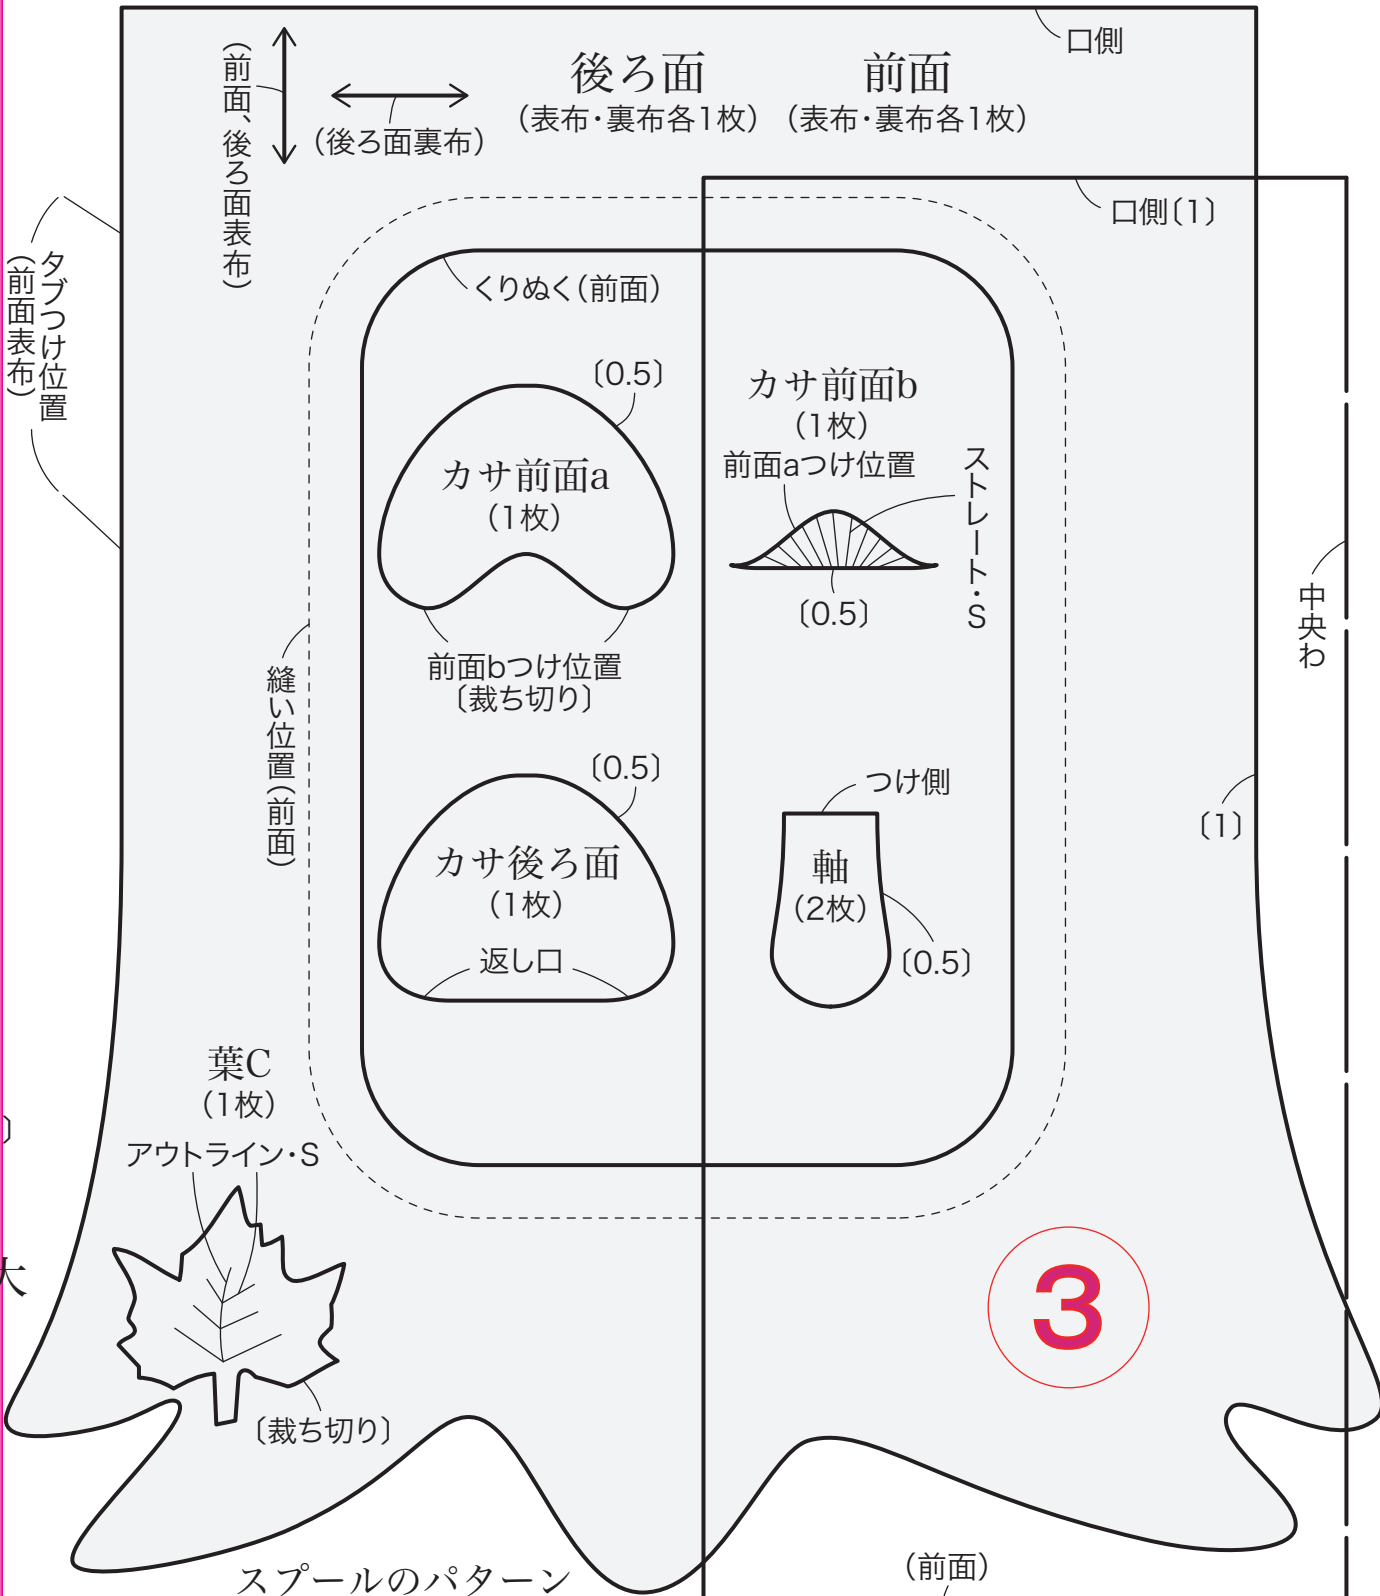 口側
(前面、後ろ面表布)
(後ろ面裏布)
後ろ面
(表布・裏布各1枚)
前面
(表布・裏布各1枚)
口側〔1〕
タブつけ位置
(前面表布)
くりぬく(前面)
〔0.5〕
カサ前面a
(1枚)
前面bつけ位置
〔裁ち切り〕
カサ前面b
(1枚)
前面aつけ位置
ストレート・S
〔0.5〕
中央わ
縫い位置(前面)
〔0.5〕
カサ後ろ面
(1枚)
返し口
つけ側
軸
(2枚)
〔0.5〕
〔1〕
葉C
(1枚)
アウトライン・S
〔裁ち切り〕
〕
大
3
スプールのパターン
(前面)